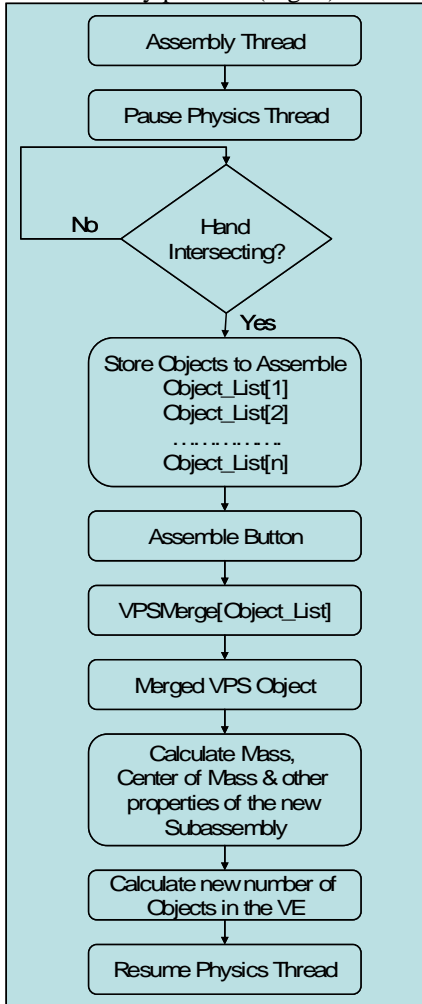 Assembly Thread
Pause Physics Thread
No
Hand
Intersecting?
Yes
Store Objects to Assemble
Object_List[1]
Object_List[2]
……………
Object_List[n]
Assemble Button
VPSMerge[Object_List]
Merged VPS Object
Calculate Mass,
Center of Mass & other
properties of the new
Subassembly
Calculate new number of
Objects in the VE
Resume Physics Thread